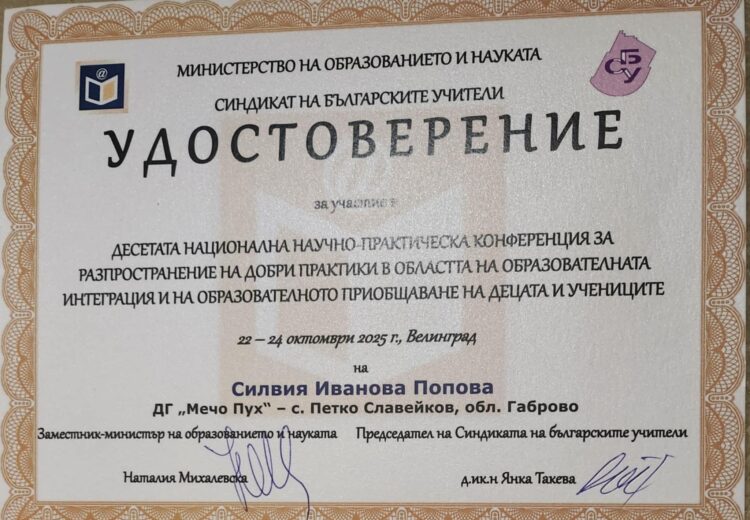 МИНИСТЕРСТВО НА ОБРАЗОВАНИЕТО И НАУКАТА
СБУ
СИНДИКАТ НА БЪЛГАРСКИТЕ УЧИТЕЛИ
УДОСТОВЕРЕНИЕ
за участие в
ДЕСЕТАТА НАЦИОНАЛНА НАУЧНО-ПРАКТИЧЕСКА КОНФЕРЕНЦИЯ ЗА
РАЗПРОСТРАНЕНИЕ НА ДОБРИ ПРАКТИКИ В ОБЛАСТТА НА ОБРАЗОВАТЕЛНАТА
ИНТЕГРАЦИЯ И НА ОБРАЗОВАТЕЛНОТО ПРИОБЩАВАНЕ НА ДЕЦАТА И УЧЕНИЦИТЕ
22 – 24 октомври 2025 г., Велинград
на
Силвия Иванова Попова
ДГ „Мечо Пух“ – с. Петко Славейков, обл. Габрово
Заместник-министър на образованието и науката Председател на Синдиката на българските учители
Наталия Михалевска д.ик.н Янка Такева